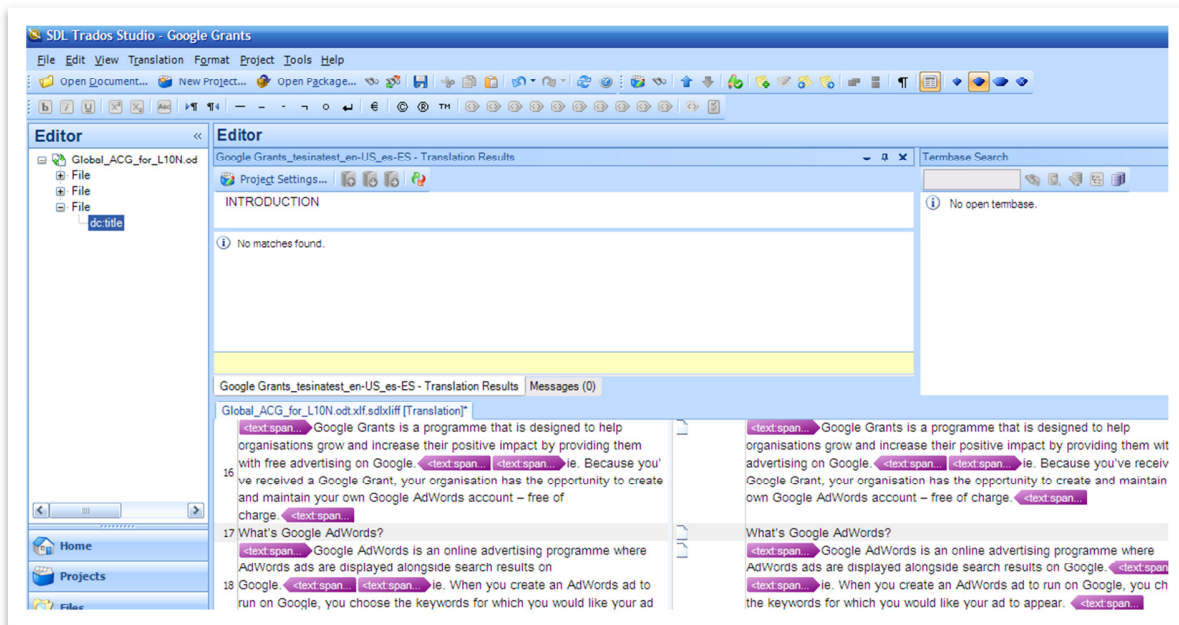 SDL Trados Studio - Google Grants
File Edit View Translation Format Project Tools Help
Open Document... New Project... Open Package...
Editor
Editor
Global_ACG_for_L10N.od
File
File
File
dc:title
Google Grants_tesinatest_en-US_es-ES - Translation Results
Termbase Search
Project Settings...
INTRODUCTION
No open termbase.
No matches found.
Google Grants_tesinatest_en-US_es-ES - Translation Results Messages (0)
Global_ACG_for_L10N.odt.xlf.sdlxliff [Translation]*
<text:span... Google Grants is a programme that is designed to help
organisations grow and increase their positive impact by providing them
with free advertising on Google. <text:span... <text:span... ie. Because you'
16
ve received a Google Grant, your organisation has the opportunity to create
and maintain your own Google AdWords account – free of
charge. <text:span...
<text:span... Google Grants is a programme that is designed to help
organisations grow and increase their positive impact by providing them wit
advertising on Google. <text:span... <text:span... ie. Because you've receiv
Google Grant, your organisation has the opportunity to create and maintain
own Google AdWords account – free of charge. <text:span...
17 What's Google AdWords?
What's Google AdWords?
<text:span... Google AdWords is an online advertising programme where
AdWords ads are displayed alongside search results on
18 Google. <text:span... <text:span... ie. When you create an AdWords ad to
run on Google, you choose the keywords for which you would like your ad
<text:span... Google AdWords is an online advertising programme where
AdWords ads are displayed alongside search results on Google. <text:span
<text:span... ie. When you create an AdWords ad to run on Google, you ch
the keywords for which you would like your ad to appear. <text:span...
Home
Projects
Files